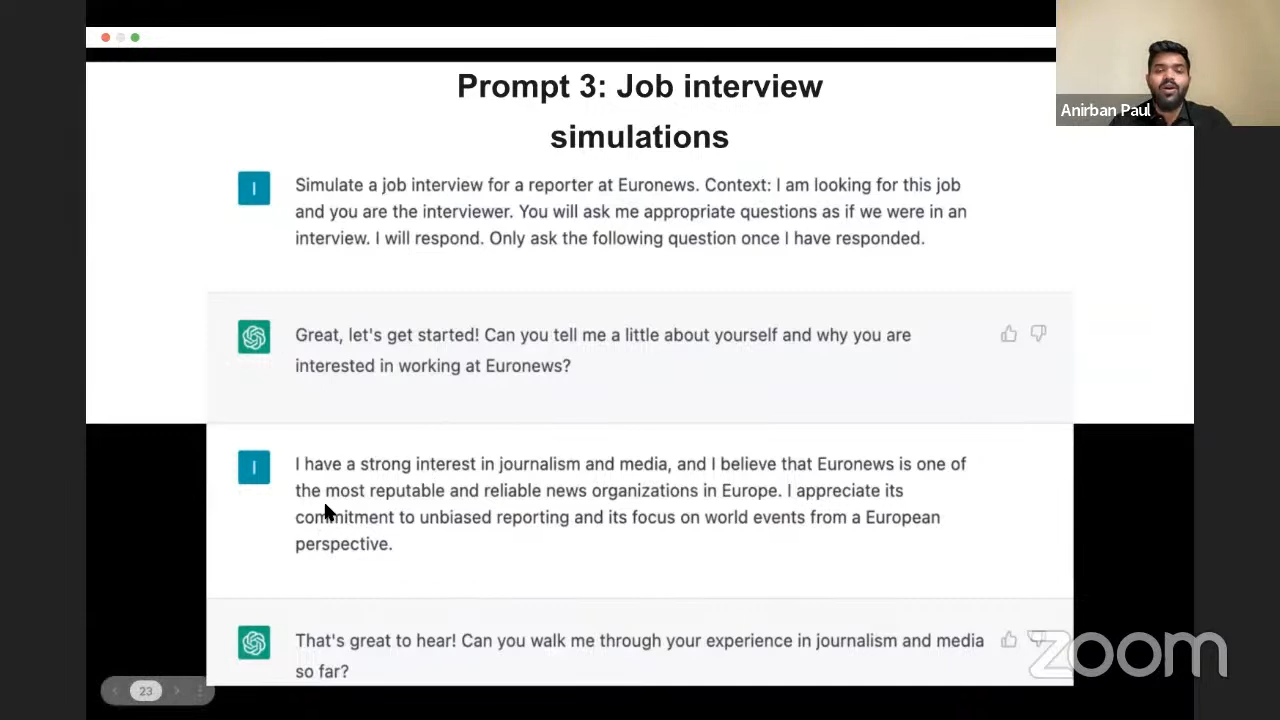 Prompt 3: Job interview
simulations
Anirban Paul
I
Simulate a job interview for a reporter at Euronews. Context: I am looking for this job
and you are the interviewer. You will ask me appropriate questions as if we were in an
interview. I will respond. Only ask the following question once I have responded.
Great, let's get started! Can you tell me a little about yourself and why you are
interested in working at Euronews?
I
I have a strong interest in journalism and media, and I believe that Euronews is one of
the most reputable and reliable news organizations in Europe. I appreciate its
commitment to unbiased reporting and its focus on world events from a European
perspective.
That's great to hear! Can you walk me through your experience in journalism and media
so far?
23
zoom